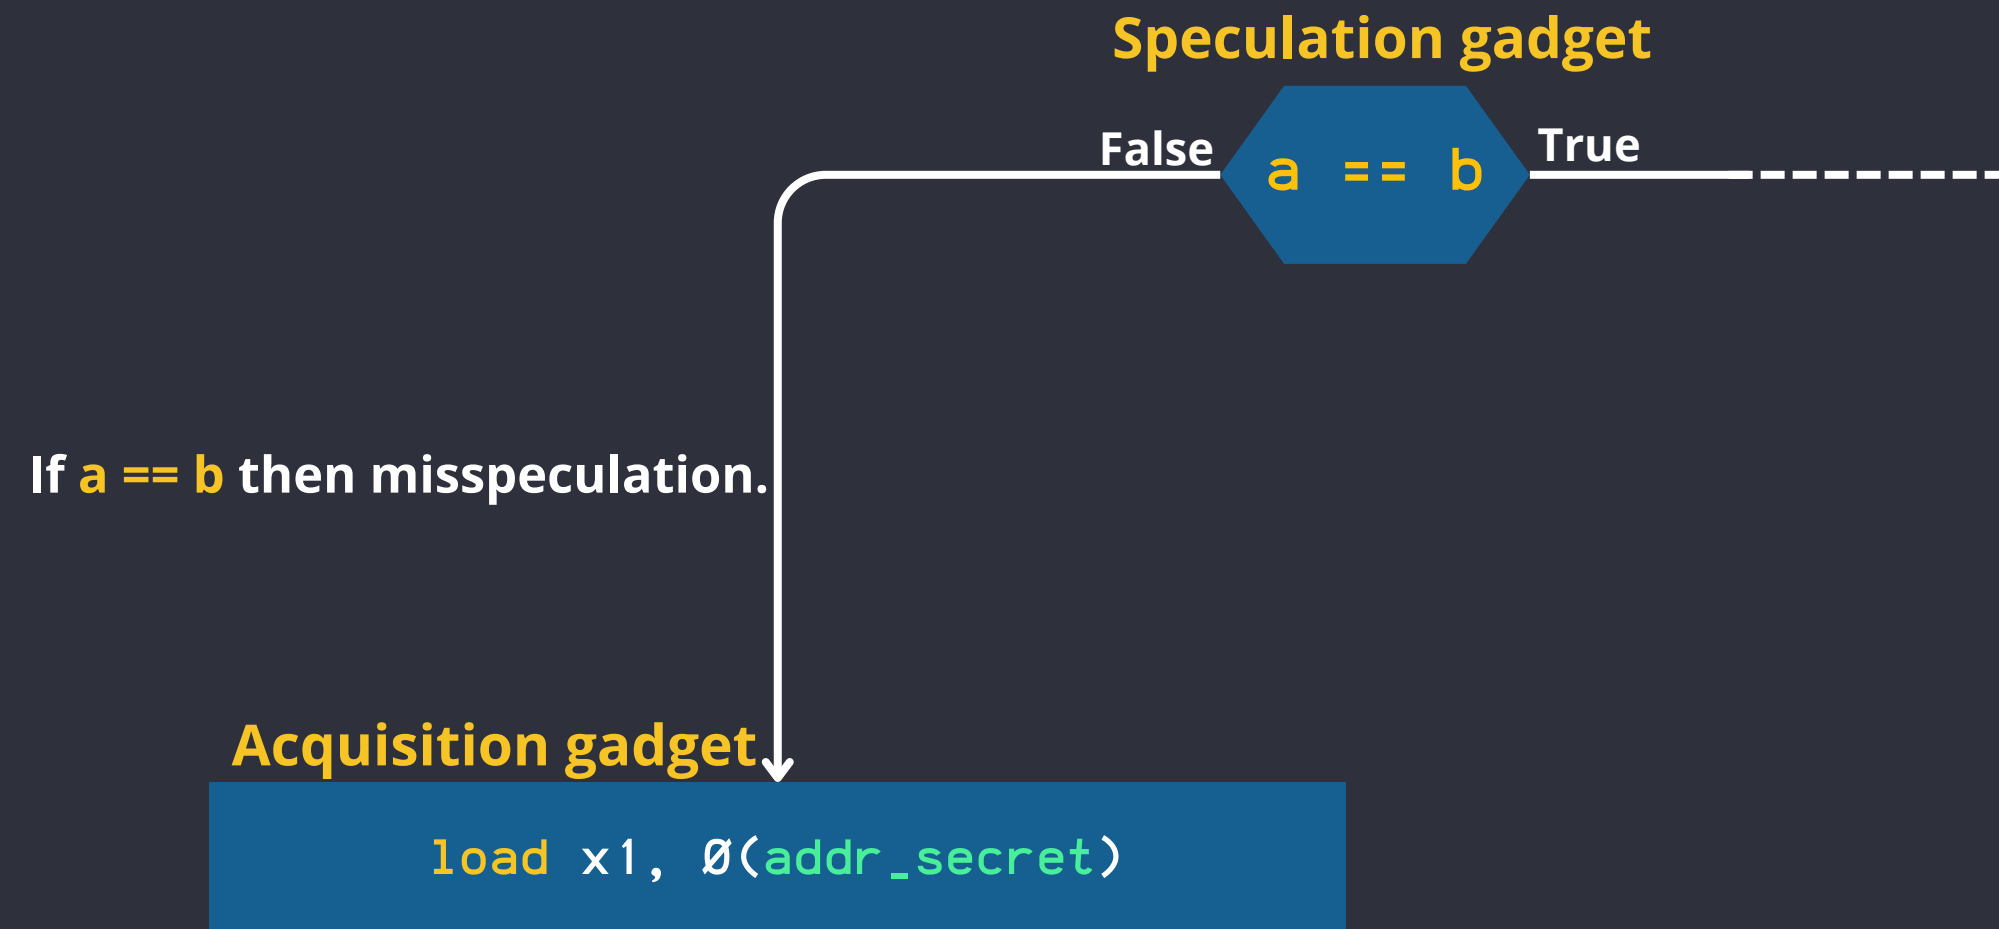 Speculation gadget
False
a == b
True
If a == b then misspeculation.
Acquisition gadget
load x1, 0(addr_secret)